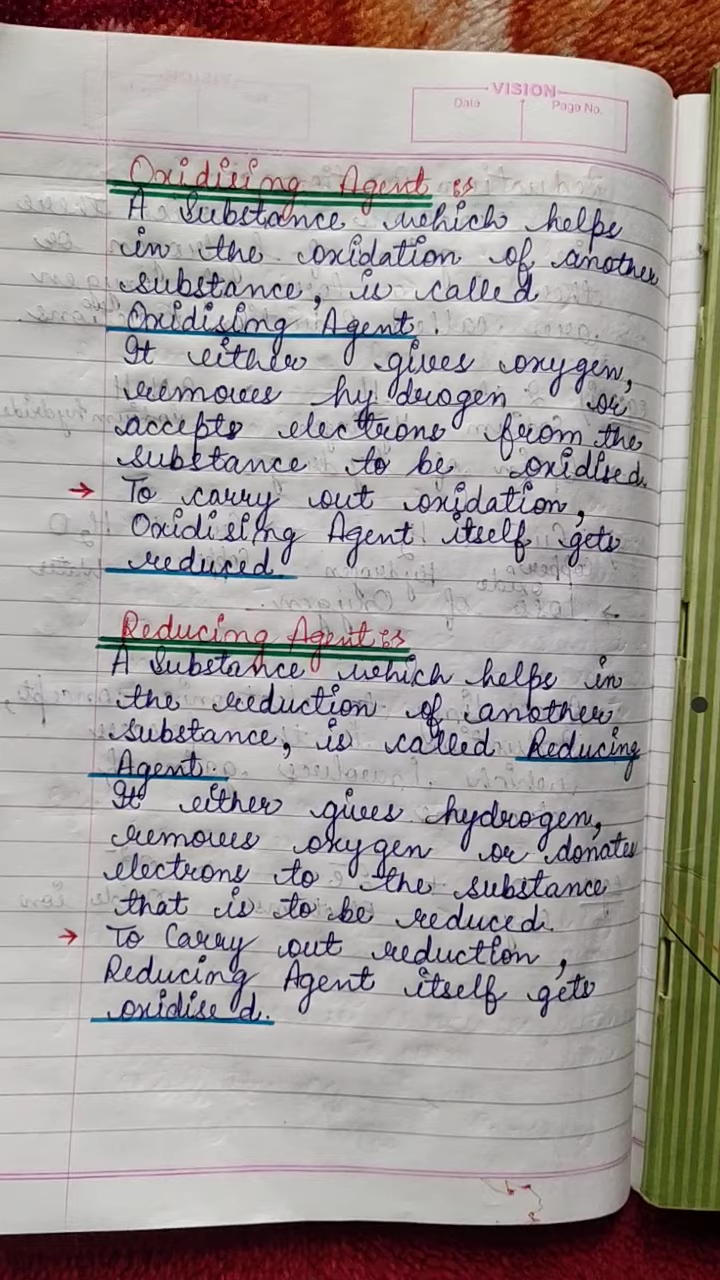 VISION
Date Page No.
Oxidising Agent :-
A Substance which helps
in the oxidation of another
substance, is called
Oxidising Agent.
It either gives oxygen,
removes hydrogen or
accepts electrons from the
substance to be oxidised.
→ To carry out oxidation,
Oxidising Agent itself gets
reduced.
Reducing Agent :-
A Substance which helps in
the reduction of another
substance, is called Reducing
Agent
It either gives hydrogen,
removes oxygen or donates
electrons to the substance
that is to be reduced.
→ To Carry out reduction,
Reducing Agent itself gets
oxidised.